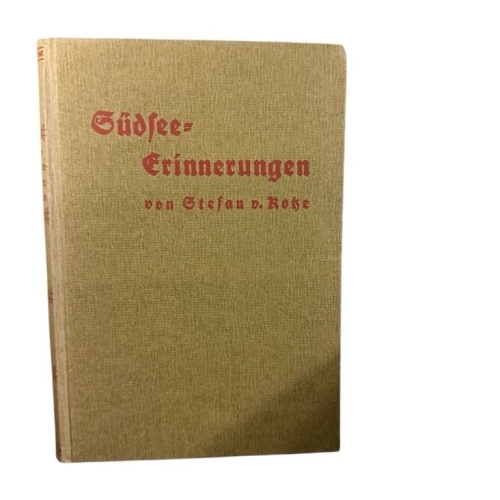 Südſee=
Erinnerungen
von Stefan v. Kotze